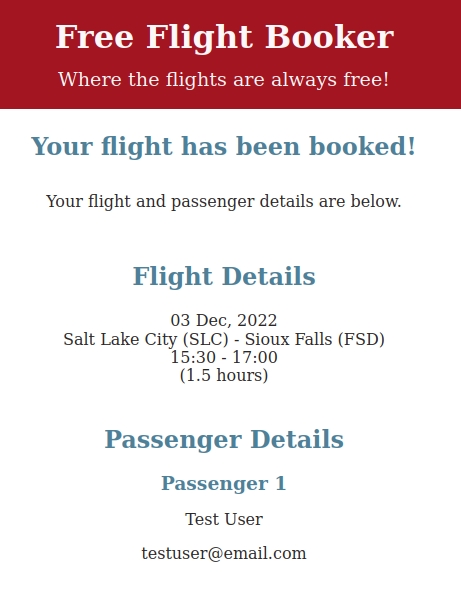 Free Flight Booker
Where the flights are always free!
Your flight has been booked!
Your flight and passenger details are below.
Flight Details
03 Dec, 2022
Salt Lake City (SLC) - Sioux Falls (FSD)
15:30 - 17:00
(1.5 hours)
Passenger Details
Passenger 1
Test User
testuser@email.com